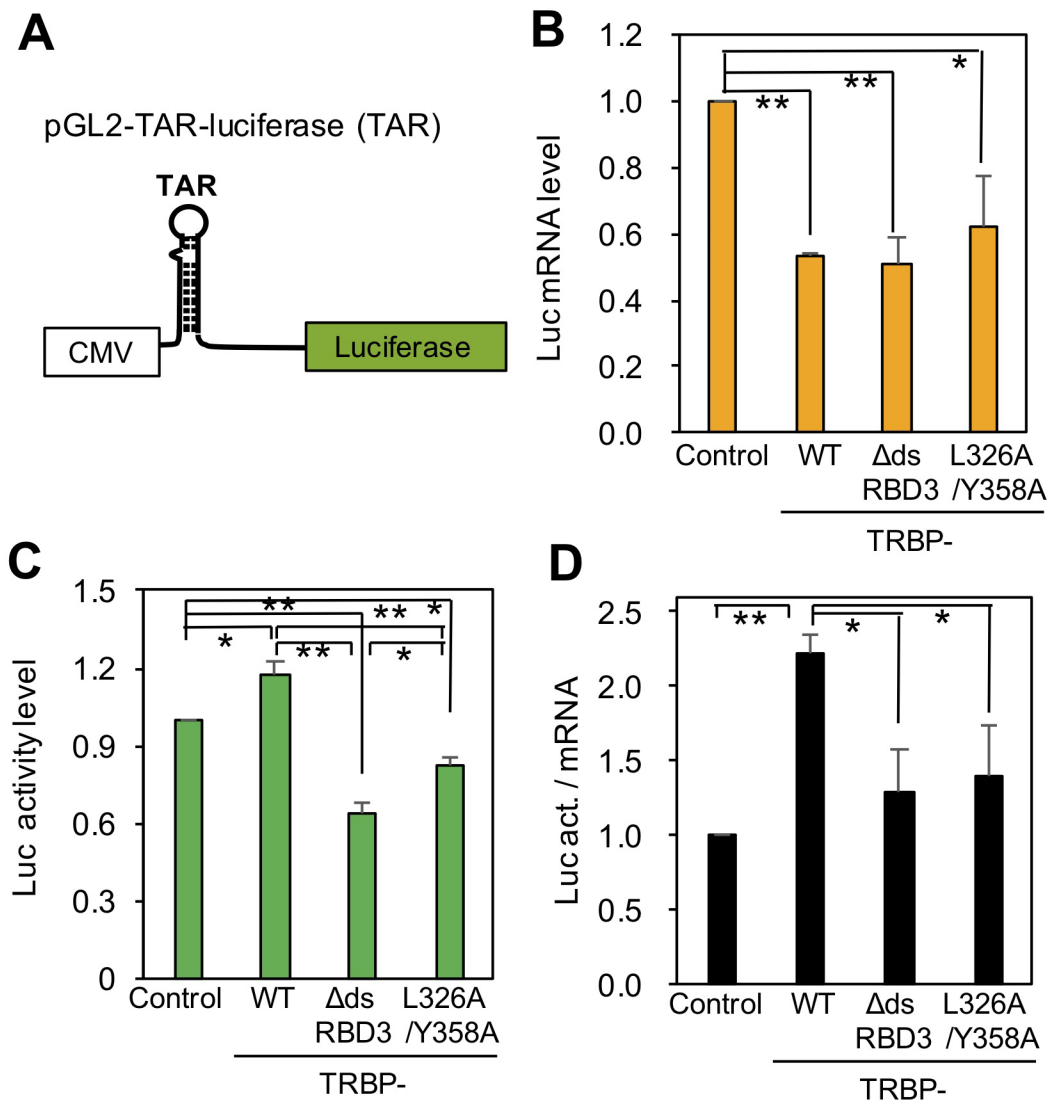 A
pGL2-TAR-luciferase (TAR)
TAR
CMV
Luciferase
B
Luc mRNA level
1.2
1.0
0.8
0.6
0.4
0.2
0.0
*
**
**
Control WT Δds L326A
RBD3 /Y358A
TRBP-
C
Luc activity level
1.5
1.2
0.9
0.6
0.3
0
** ** *
* ** *
Control WT Δds L326A
RBD3 /Y358A
TRBP-
D
Luc act. / mRNA
2.5
2.0
1.5
1.0
0.5
0.0
** * *
Control WT Δds L326A
RBD3 /Y358A
TRBP-